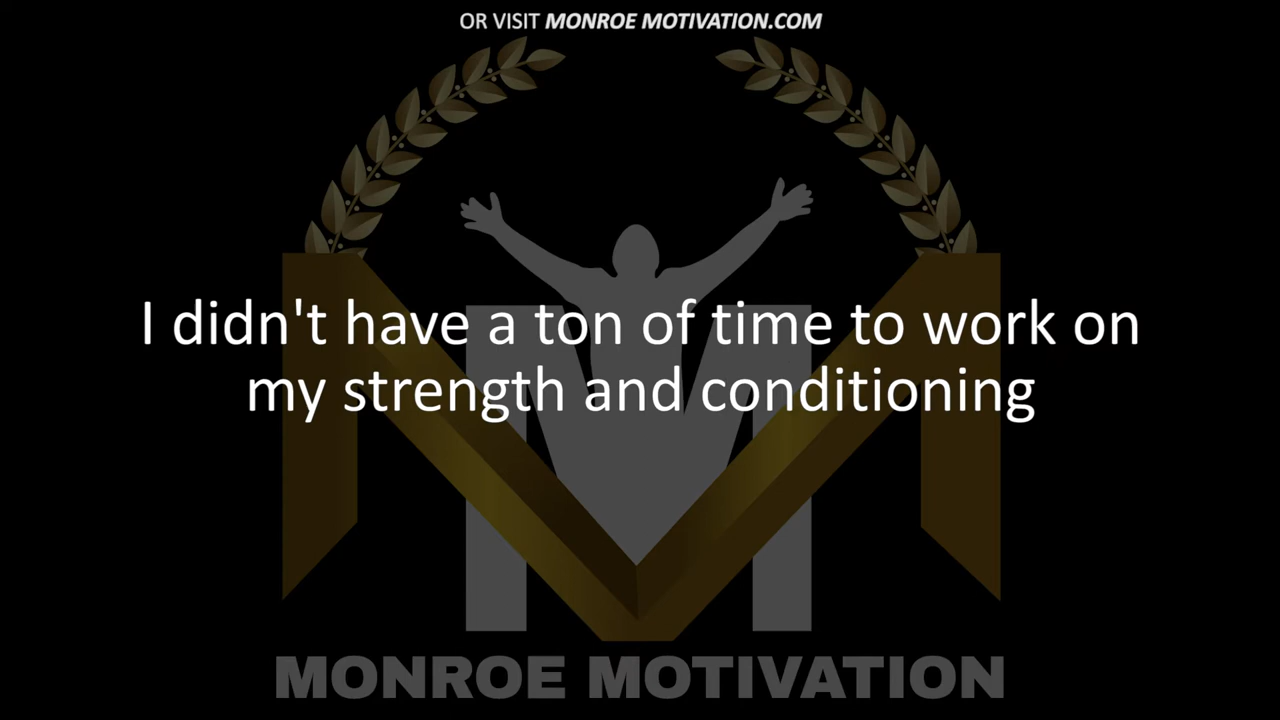 OR VISIT MONROE MOTIVATION.COM
I didn't have a ton of time to work on
my strength and conditioning
MONROE MOTIVATION